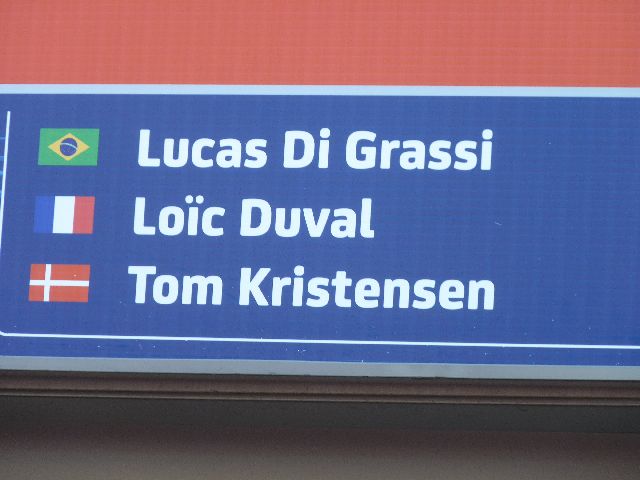 Lucas Di Grassi
Loïc Duval
Tom Kristensen